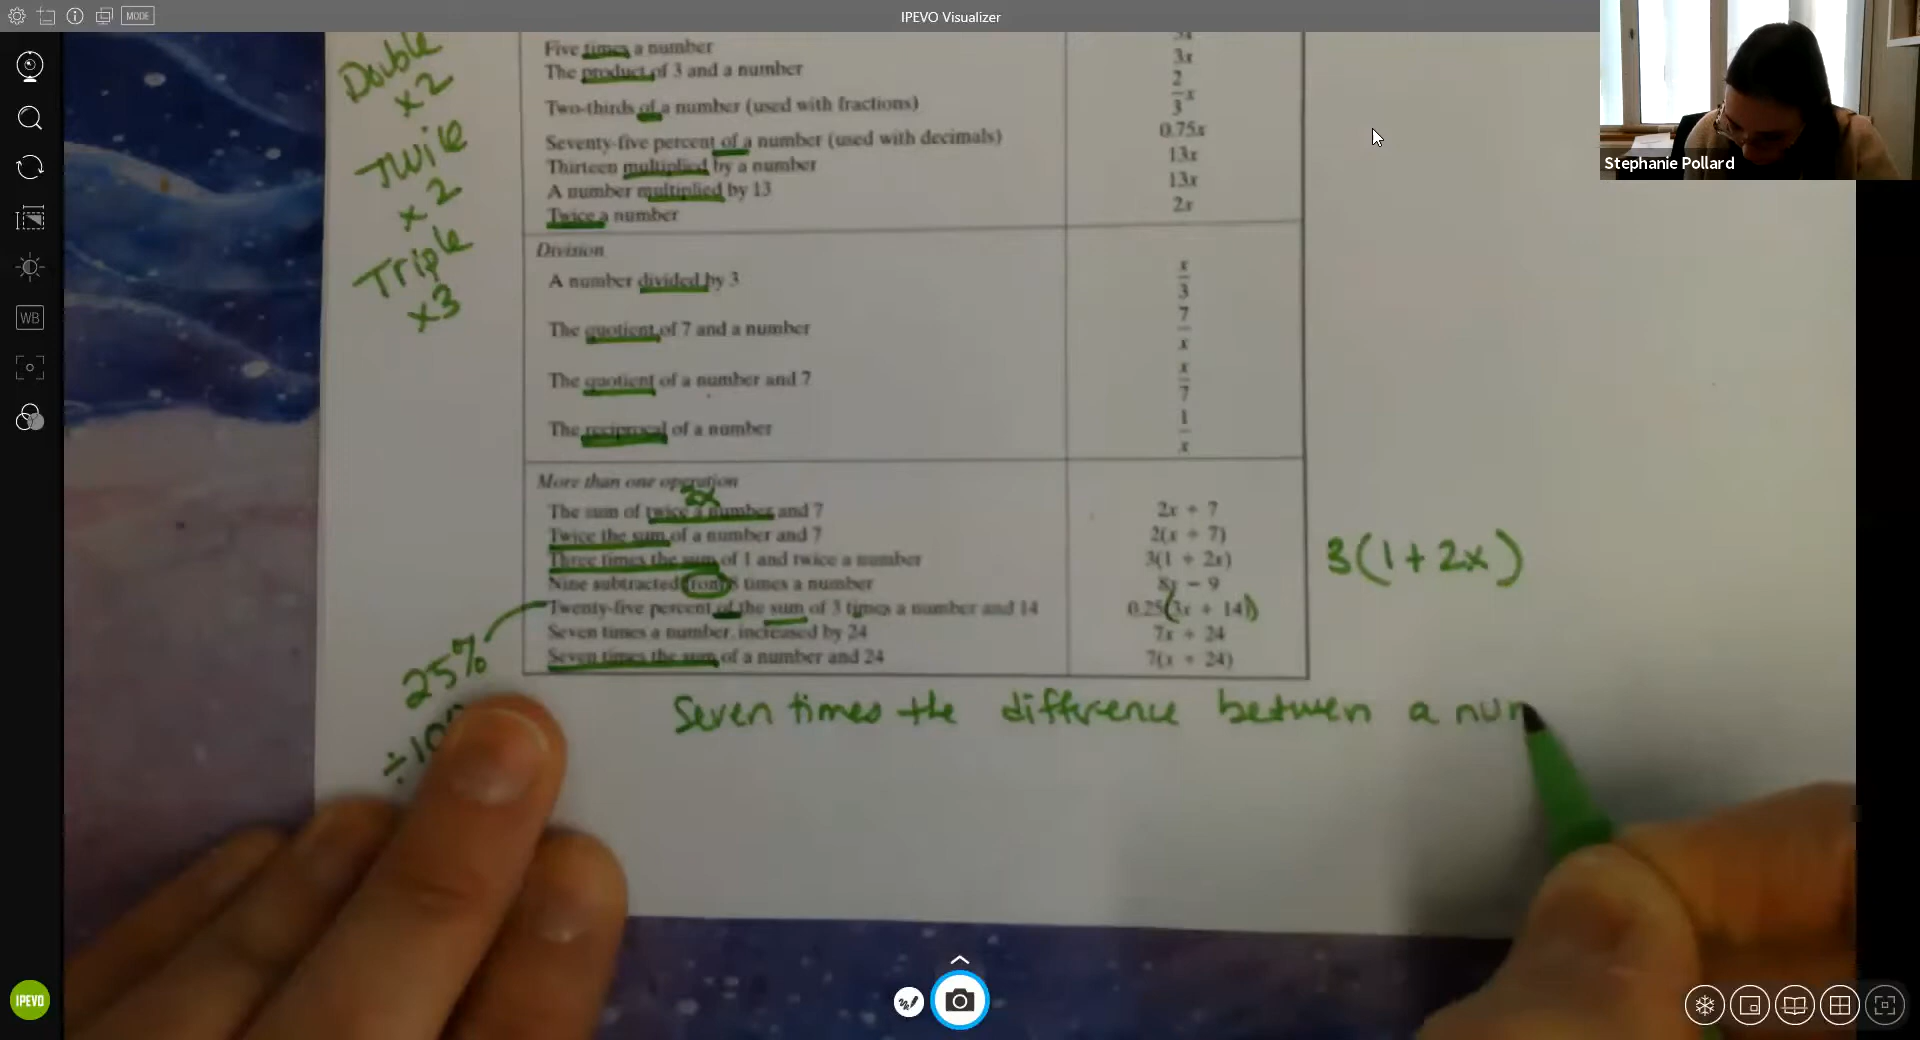 MODE
IPEVO Visualizer
Stephanie Pollard
WB
IPEVO
Double
x2
Twice
x2
Triple
x3
Five times a number
The product of 3 and a number 3x
Two-thirds of a number (used with fractions) 2/3 x
Seventy-five percent of a number (used with decimals) 0.75x
Thirteen multiplied by a number 13x
A number multiplied by 13 13x
Twice a number 2x
Division
A number divided by 3 x/3
The quotient of 7 and a number 7/x
The quotient of a number and 7 x/7
The reciprocal of a number 1/x
More than one operation
2x
The sum of twice a number and 7 2x + 7
Twice the sum of a number and 7 2(x + 7)
Three times the sum of 1 and twice a number 3(1 + 2x) 3(1 + 2x)
Nine subtracted from 8 times a number 8x - 9
Twenty-five percent of the sum of 3 times a number and 14 0.25(3x + 14)
Seven times a number, increased by 24 7x + 24
Seven times the sum of a number and 24 7(x + 24)
25%
Seven times the difference between a num